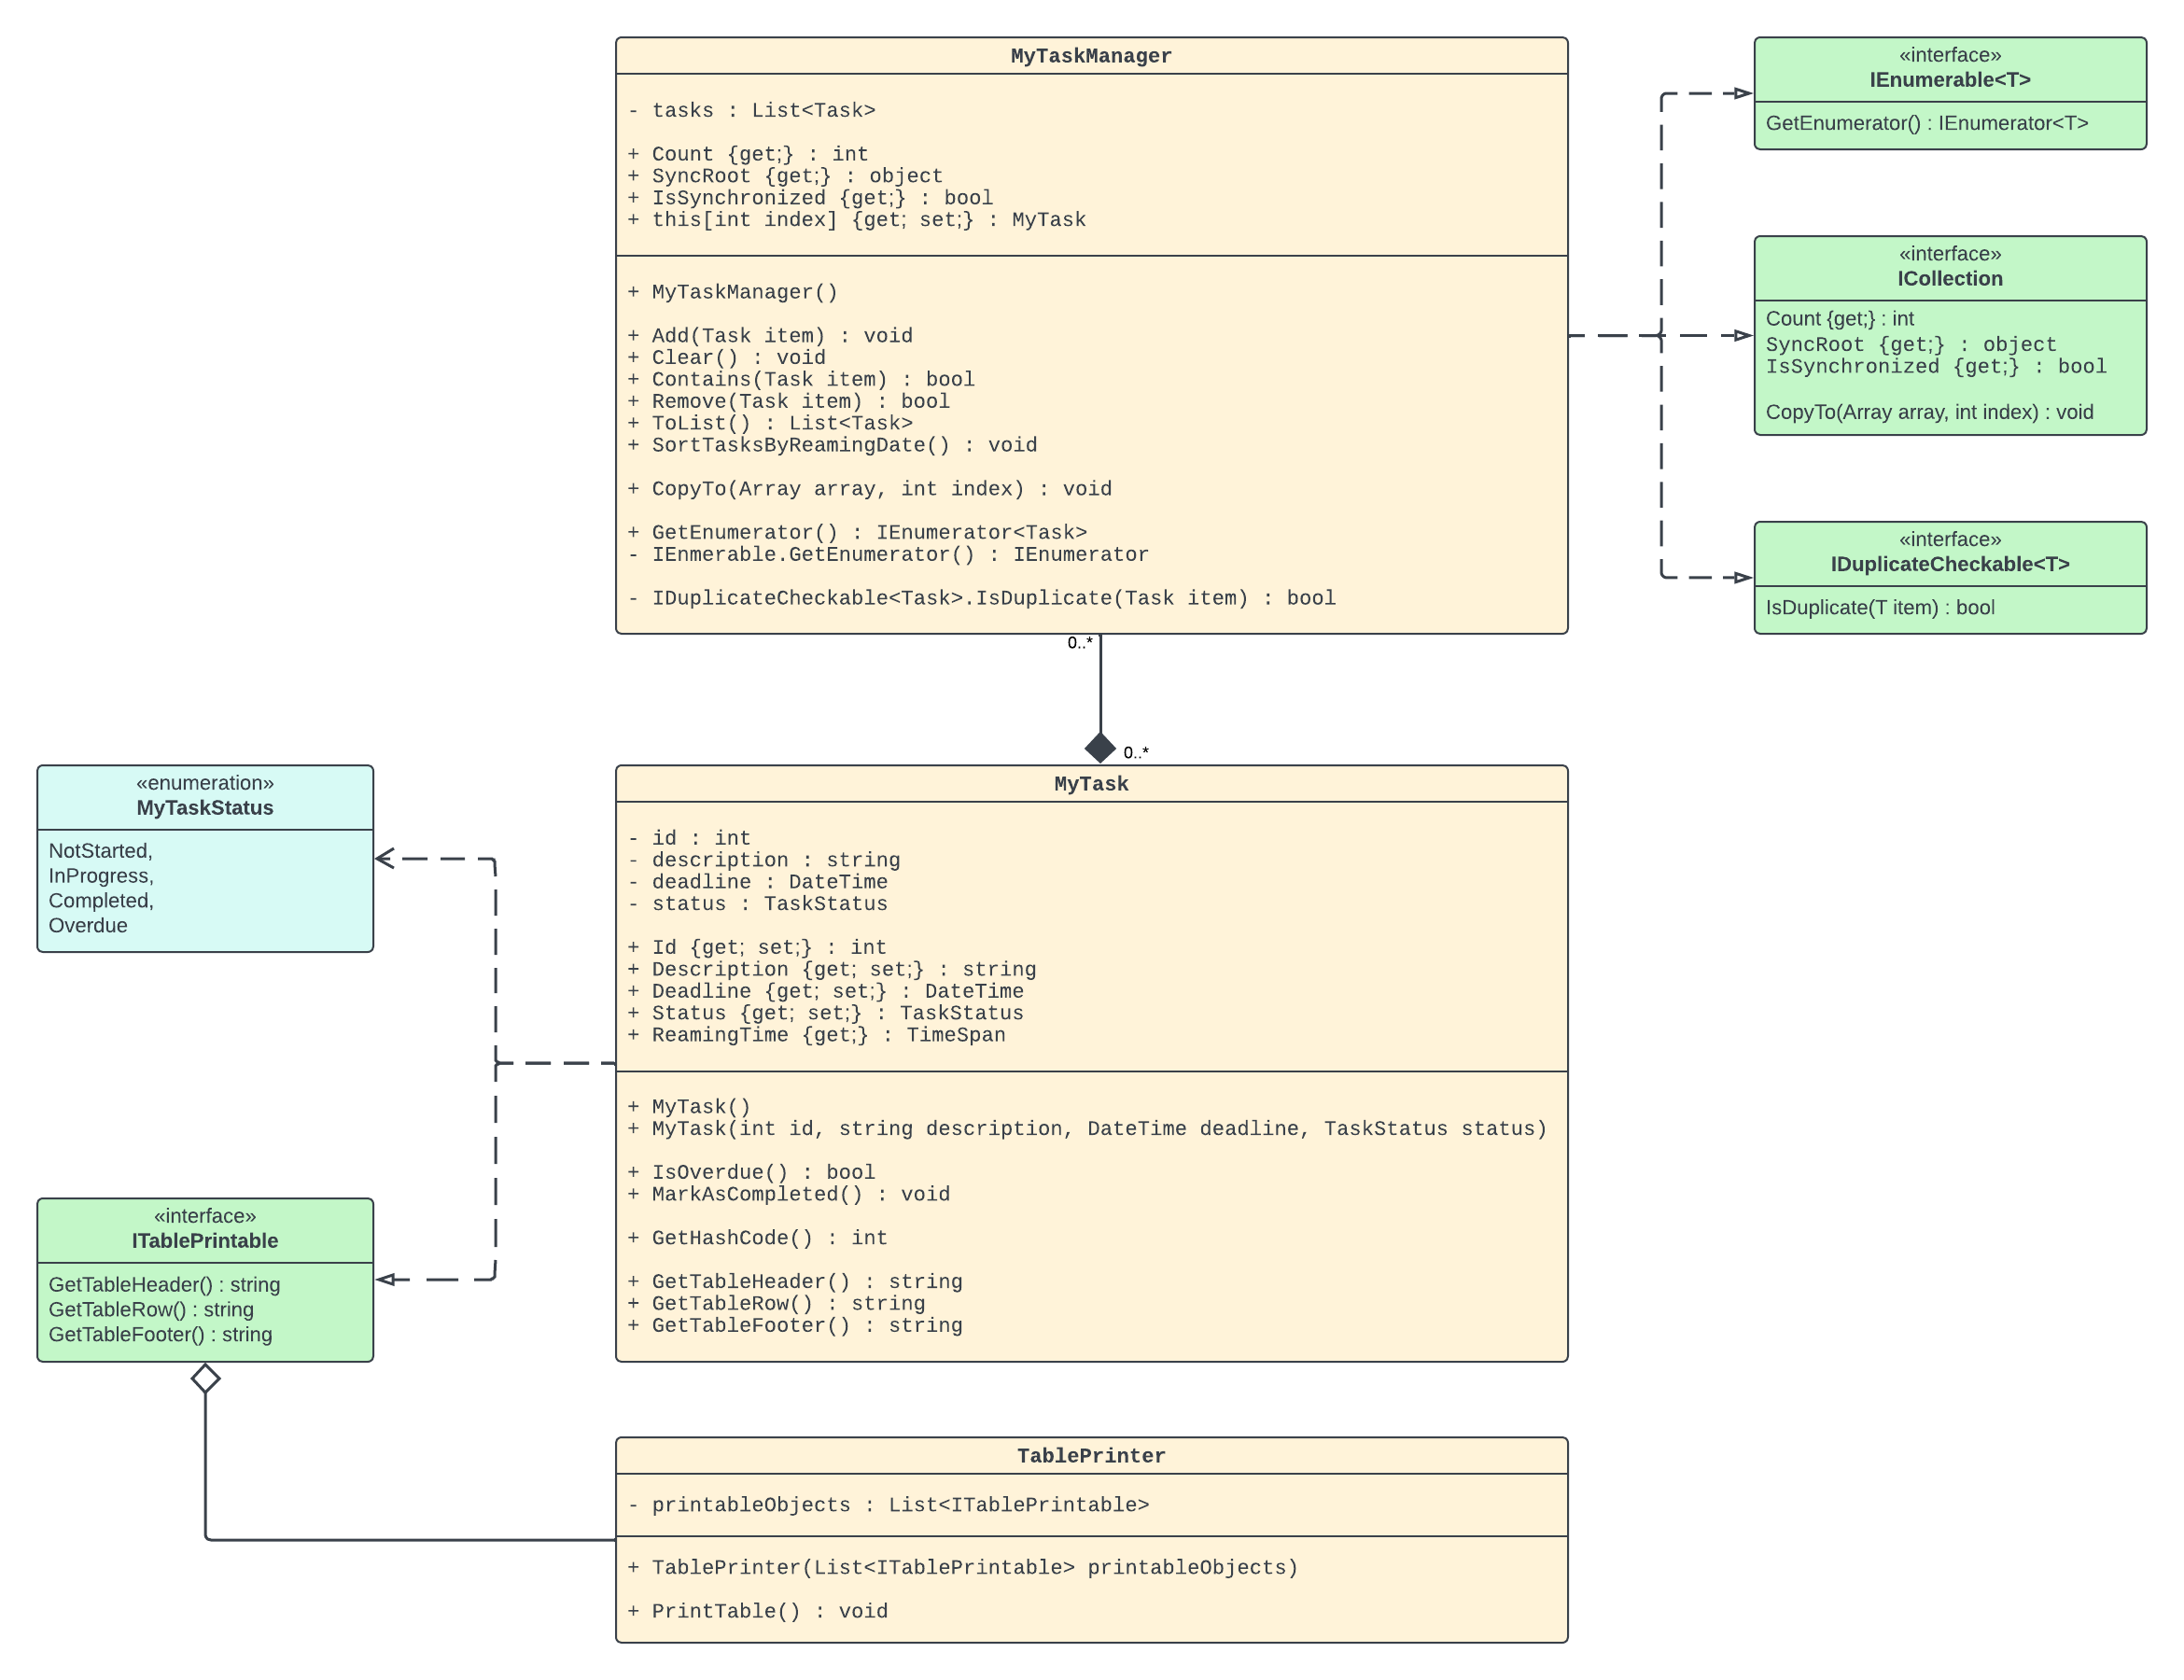 MyTaskManager
- tasks : List<Task>
+ Count {get;} : int
+ SyncRoot {get;} : object
+ IsSynchronized {get;} : bool
+ this[int index] {get; set;} : MyTask
+ MyTaskManager()
+ Add(Task item) : void
+ Clear() : void
+ Contains(Task item) : bool
+ Remove(Task item) : bool
+ ToList() : List<Task>
+ SortTasksByReamingDate() : void
+ CopyTo(Array array, int index) : void
+ GetEnumerator() : IEnumerator<Task>
- IEnmerable.GetEnumerator() : IEnumerator
- IDuplicateCheckable<Task>.IsDuplicate(Task item) : bool
«interface»
IEnumerable<T>
GetEnumerator() : IEnumerator<T>
«interface»
ICollection
Count {get;} : int
SyncRoot {get;} : object
IsSynchronized {get;} : bool
CopyTo(Array array, int index) : void
«interface»
IDuplicateCheckable<T>
IsDuplicate(T item) : bool
0..*
0..*
«enumeration»
MyTaskStatus
NotStarted,
InProgress,
Completed,
Overdue
MyTask
- id : int
- description : string
- deadline : DateTime
- status : TaskStatus
+ Id {get; set;} : int
+ Description {get; set;} : string
+ Deadline {get; set;} : DateTime
+ Status {get; set;} : TaskStatus
+ ReamingTime {get;} : TimeSpan
+ MyTask()
+ MyTask(int id, string description, DateTime deadline, TaskStatus status)
+ IsOverdue() : bool
+ MarkAsCompleted() : void
+ GetHashCode() : int
+ GetTableHeader() : string
+ GetTableRow() : string
+ GetTableFooter() : string
«interface»
ITablePrintable
GetTableHeader() : string
GetTableRow() : string
GetTableFooter() : string
TablePrinter
- printableObjects : List<ITablePrintable>
+ TablePrinter(List<ITablePrintable> printableObjects)
+ PrintTable() : void